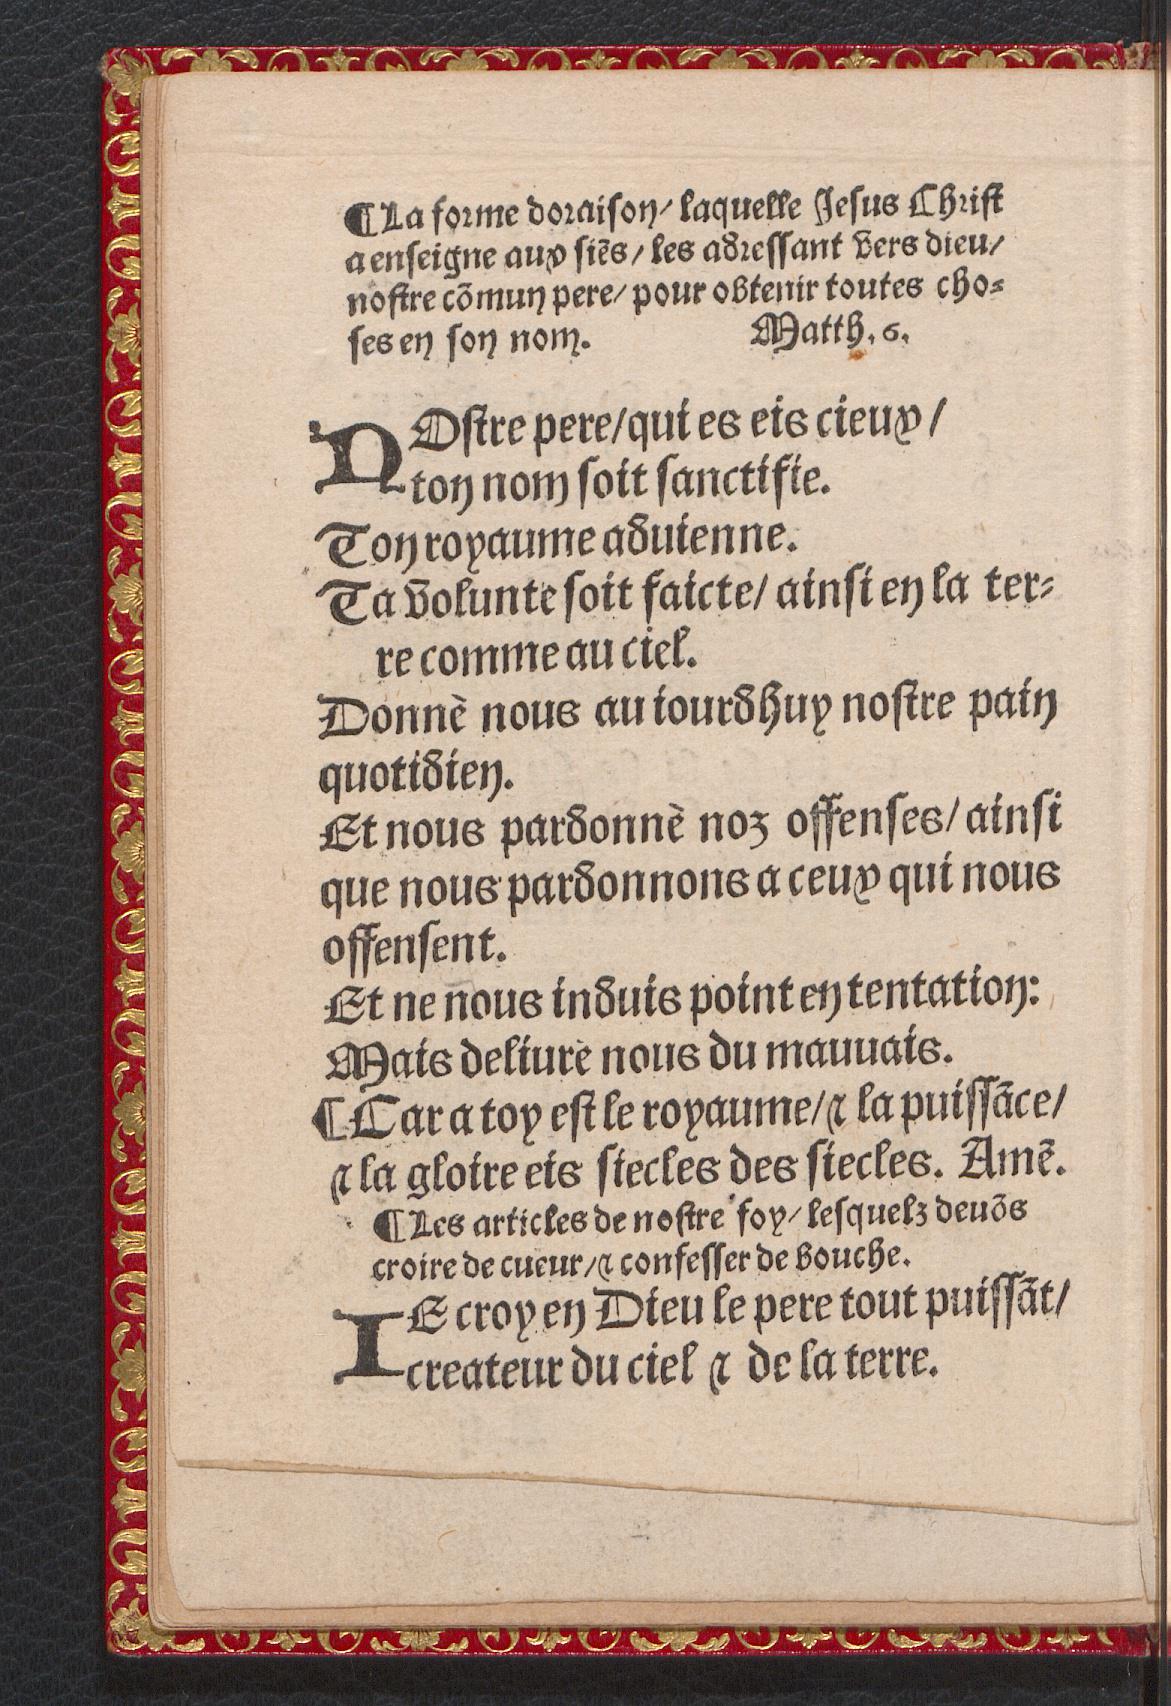 ¶La forme doraison/ laquelle Jesus Christ
a enseigne aux siēs/ les adressant vers dieu/
nostre cōmun pere/ pour obtenir toutes cho⸗
ses en son nom. Matth. 6.
NOstre pere/qui es eis cieux/
ton nom soit sanctifie.
Ton royaume aduienne.
Ta volunte soit faicte/ ainsi en la ter⸗
re comme au ciel.
Donnè nous au iourdhuy nostre pain
quotidien.
Et nous pardonnè noz offenses/ ainsi
que nous pardonnons a ceux qui nous
offensent.
Et ne nous induis point en tentation:
Mais deliurè nous du mauuais.
¶Car a toy est le royaume/⁊ la puissāce/
⁊ la gloire eis siecles des siecles. Amē.
¶Les articles de nostre foy/ lesquelz deuōs
croire de cueur/⁊ confesser de bouche.
IE croy en Dieu le pere tout puissāt/
createur du ciel ⁊ de la terre.